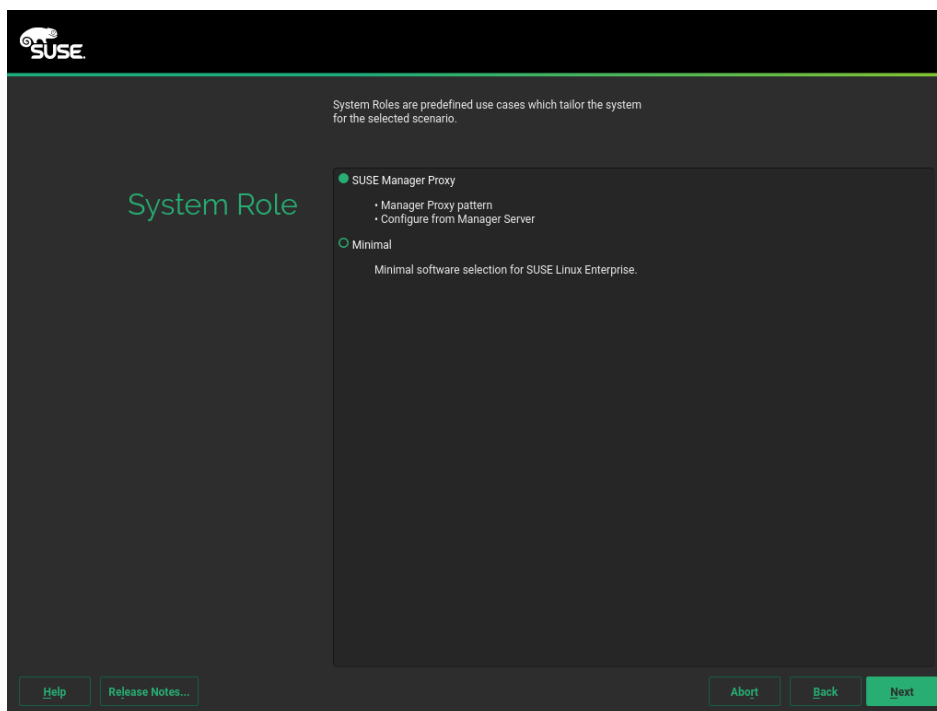 SUSE.
System Roles are predefined use cases which tailor the system
for the selected scenario.
System Role
SUSE Manager Proxy
• Manager Proxy pattern
• Configure from Manager Server
Minimal
Minimal software selection for SUSE Linux Enterprise.
Help
Release Notes...
Abort
Back
Next